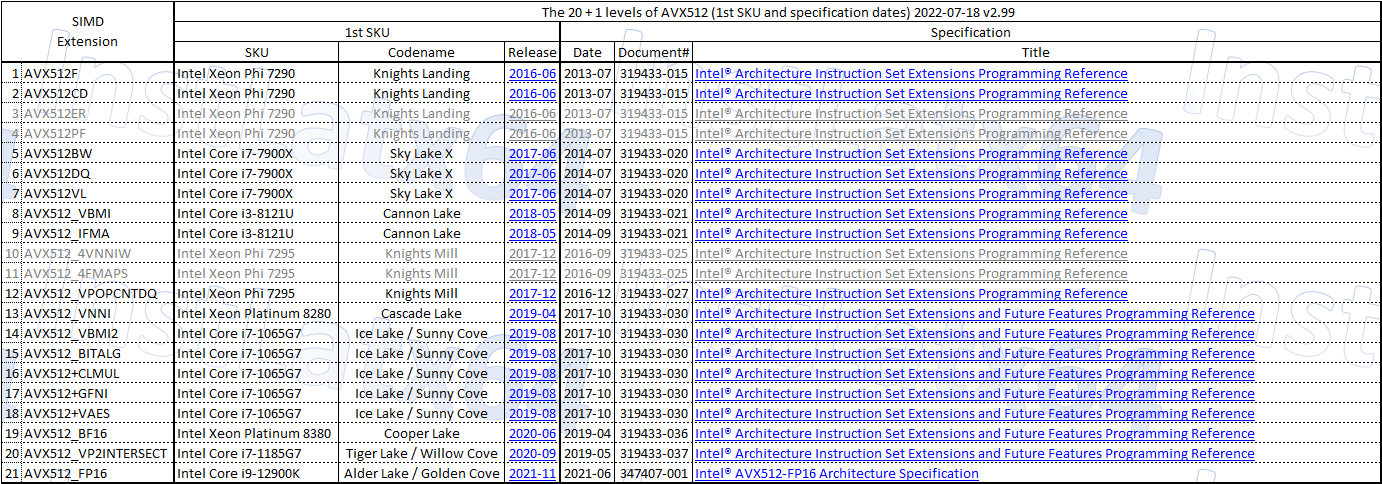 The 20 + 1 levels of AVX512 (1st SKU and specification dates) 2022-07-18 v2.99
SIMD Extension 1st SKU Specification
SKU Codename Release Date Document# Title
1 AVX512F Intel Xeon Phi 7290 Knights Landing 2016-06 2013-07 319433-015 Intel® Architecture Instruction Set Extensions Programming Reference
2 AVX512CD Intel Xeon Phi 7290 Knights Landing 2016-06 2013-07 319433-015 Intel® Architecture Instruction Set Extensions Programming Reference
3 AVX512ER Intel Xeon Phi 7290 Knights Landing 2016-06 2013-07 319433-015 Intel® Architecture Instruction Set Extensions Programming Reference
4 AVX512PF Intel Xeon Phi 7290 Knights Landing 2016-06 2013-07 319433-015 Intel® Architecture Instruction Set Extensions Programming Reference
5 AVX512BW Intel Core i7-7900X Sky Lake X 2017-06 2014-07 319433-020 Intel® Architecture Instruction Set Extensions Programming Reference
6 AVX512DQ Intel Core i7-7900X Sky Lake X 2017-06 2014-07 319433-020 Intel® Architecture Instruction Set Extensions Programming Reference
7 AVX512VL Intel Core i7-7900X Sky Lake X 2017-06 2014-07 319433-020 Intel® Architecture Instruction Set Extensions Programming Reference
8 AVX512_VBMI Intel Core i3-8121U Cannon Lake 2018-05 2014-09 319433-021 Intel® Architecture Instruction Set Extensions Programming Reference
9 AVX512_IFMA Intel Core i3-8121U Cannon Lake 2018-05 2014-09 319433-021 Intel® Architecture Instruction Set Extensions Programming Reference
10 AVX512_4VNNIW Intel Xeon Phi 7295 Knights Mill 2017-12 2016-09 319433-025 Intel® Architecture Instruction Set Extensions Programming Reference
11 AVX512_4FMAPS Intel Xeon Phi 7295 Knights Mill 2017-12 2016-09 319433-025 Intel® Architecture Instruction Set Extensions Programming Reference
12 AVX512_VPOPCNTDQ Intel Xeon Phi 7295 Knights Mill 2017-12 2016-12 319433-027 Intel® Architecture Instruction Set Extensions Programming Reference
13 AVX512_VNNI Intel Xeon Platinum 8280 Cascade Lake 2019-04 2017-10 319433-030 Intel® Architecture Instruction Set Extensions and Future Features Programming Reference
14 AVX512_VBMI2 Intel Core i7-1065G7 Ice Lake / Sunny Cove 2019-08 2017-10 319433-030 Intel® Architecture Instruction Set Extensions and Future Features Programming Reference
15 AVX512_BITALG Intel Core i7-1065G7 Ice Lake / Sunny Cove 2019-08 2017-10 319433-030 Intel® Architecture Instruction Set Extensions and Future Features Programming Reference
16 AVX512+CLMUL Intel Core i7-1065G7 Ice Lake / Sunny Cove 2019-08 2017-10 319433-030 Intel® Architecture Instruction Set Extensions and Future Features Programming Reference
17 AVX512+GFNI Intel Core i7-1065G7 Ice Lake / Sunny Cove 2019-08 2017-10 319433-030 Intel® Architecture Instruction Set Extensions and Future Features Programming Reference
18 AVX512+VAES Intel Core i7-1065G7 Ice Lake / Sunny Cove 2019-08 2017-10 319433-030 Intel® Architecture Instruction Set Extensions and Future Features Programming Reference
19 AVX512_BF16 Intel Xeon Platinum 8380 Cooper Lake 2020-06 2019-04 319433-036 Intel® Architecture Instruction Set Extensions and Future Features Programming Reference
20 AVX512_VP2INTERSECT Intel Core i7-1185G7 Tiger Lake / Willow Cove 2020-09 2019-05 319433-037 Intel® Architecture Instruction Set Extensions and Future Features Programming Reference
21 AVX512_FP16 Intel Core i9-12900K Alder Lake / Golden Cove 2021-11 2021-06 347407-001 Intel® AVX512-FP16 Architecture Specification